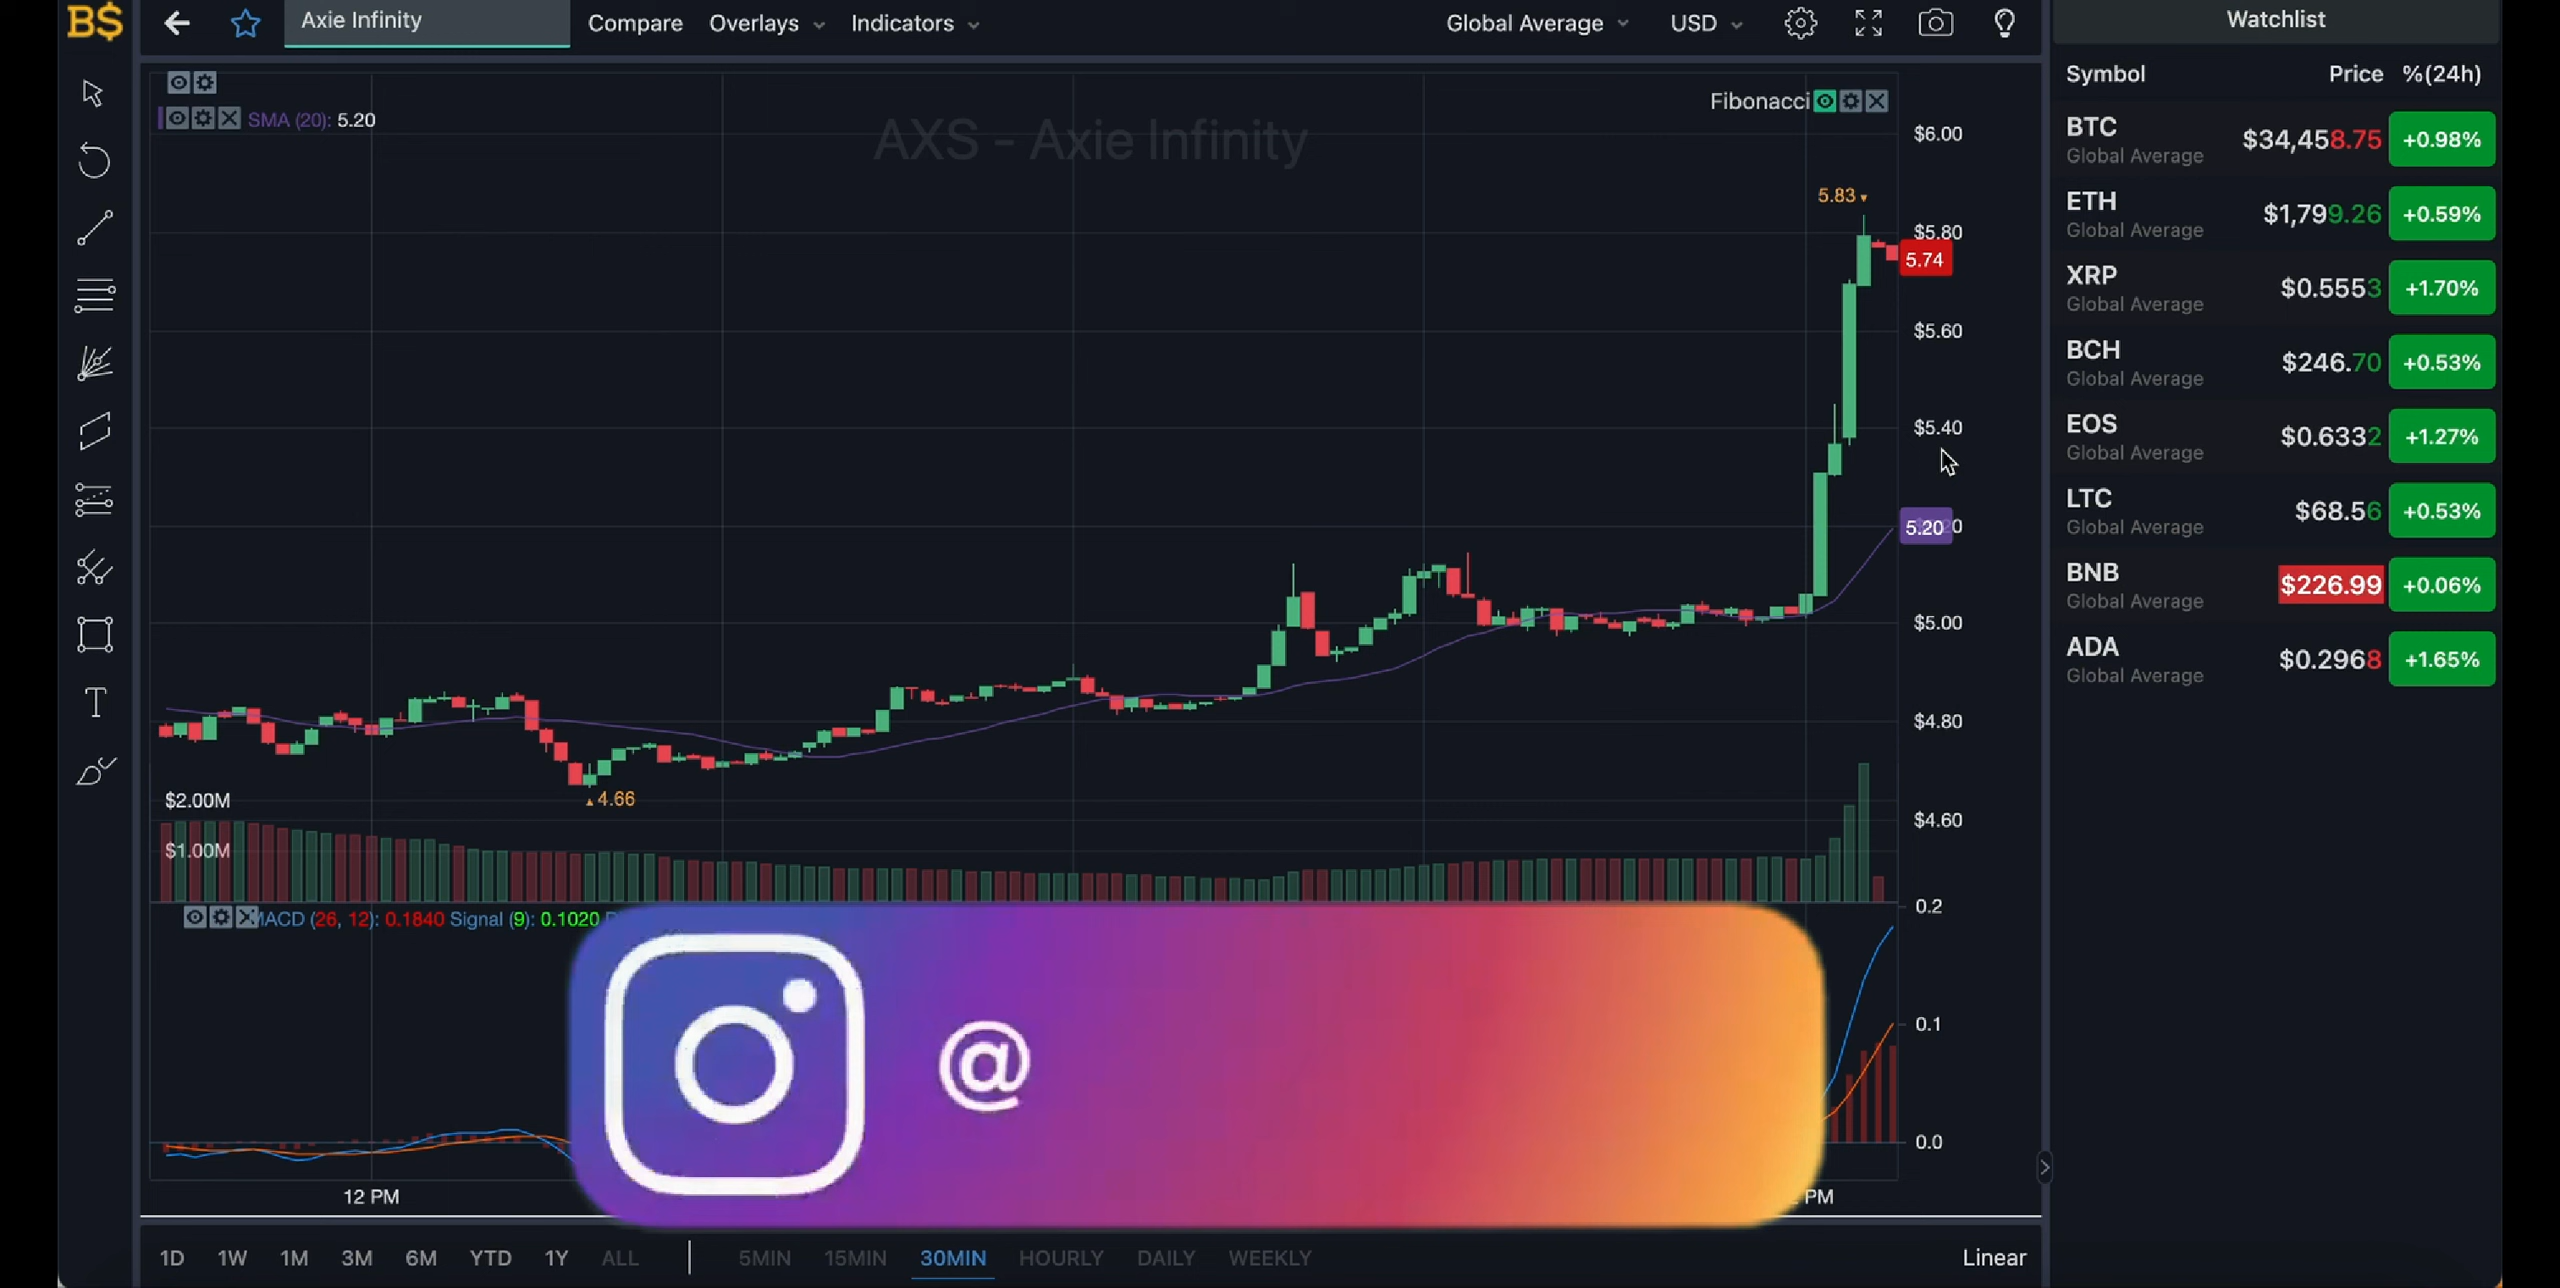 B$
Axie Infinity
Compare
Overlays
Indicators
Global Average
USD
Watchlist
Symbol Price %(24h)
SMA (20): 5.20
Fibonacci
AXS - Axie Infinity
$6.00
5.83
$5.80
5.74
$5.60
$5.40
5.20
$5.00
$4.80
4.66
$4.60
$2.00M
$1.00M
BTC $34,458.75 +0.98%
Global Average
ETH $1,799.26 +0.59%
Global Average
XRP $0.5553 +1.70%
Global Average
BCH $246.70 +0.53%
Global Average
EOS $0.6332 +1.27%
Global Average
LTC $68.56 +0.53%
Global Average
BNB $226.99 +0.06%
Global Average
ADA $0.2968 +1.65%
Global Average
MACD (26, 12): 0.1840 Signal (9): 0.1020
0.2
0.1
0.0
@
12 PM
PM
1D 1W 1M 3M 6M YTD 1Y ALL
5MIN 15MIN 30MIN HOURLY DAILY WEEKLY
Linear